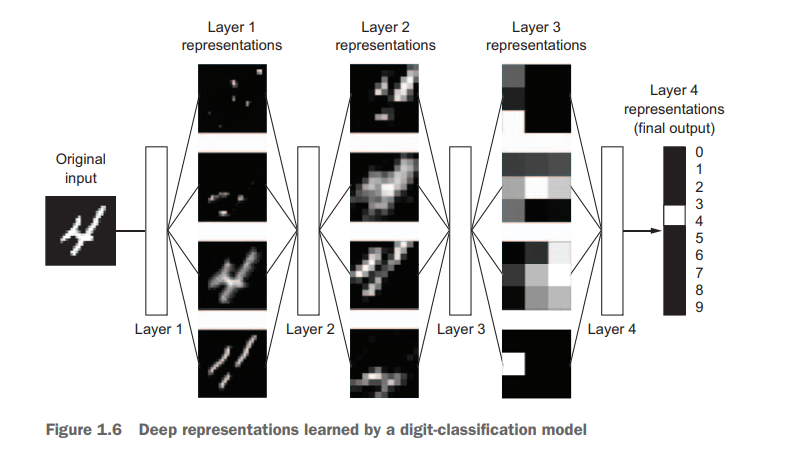 Layer 1
representations
Layer 2
representations
Layer 3
representations
Layer 4
representations
(final output)
Original
input
0
1
2
3
4
5
6
7
8
9
Layer 1
Layer 2
Layer 3
Layer 4
Figure 1.6 Deep representations learned by a digit-classification model